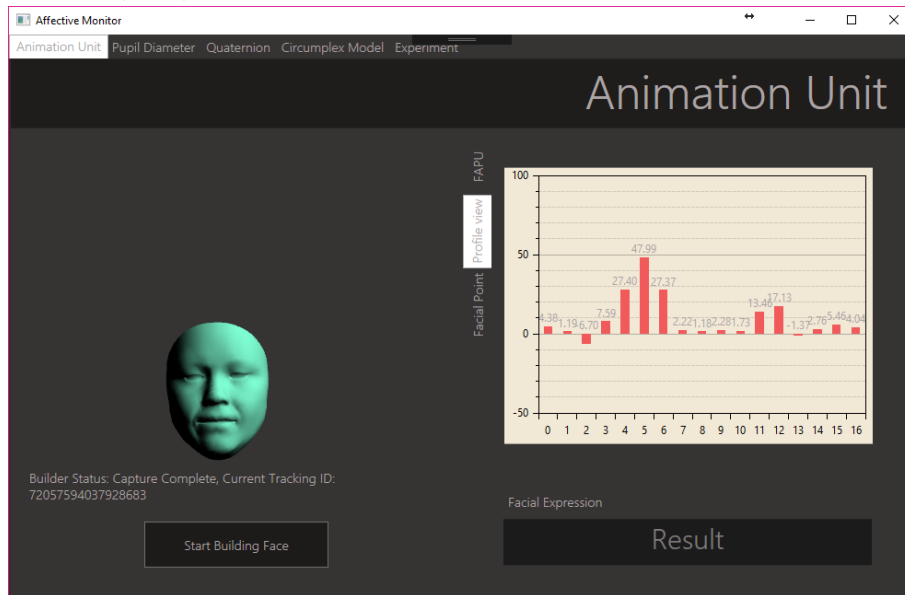 Affective Monitor
Animation Unit Pupil Diameter Quaternion Circumplex Model Experiment
Animation Unit
FAPU
Profile view
Facial Point
100
50
0
-50
4.38 1.19 -6.70 7.59 27.40 47.99 27.37 2.22 1.18 2.28 1.73 13.46 17.13 -1.37 2.76 5.46 4.04
0 1 2 3 4 5 6 7 8 9 10 11 12 13 14 15 16
Builder Status: Capture Complete, Current Tracking ID:
72057594037928683
Start Building Face
Facial Expression
Result